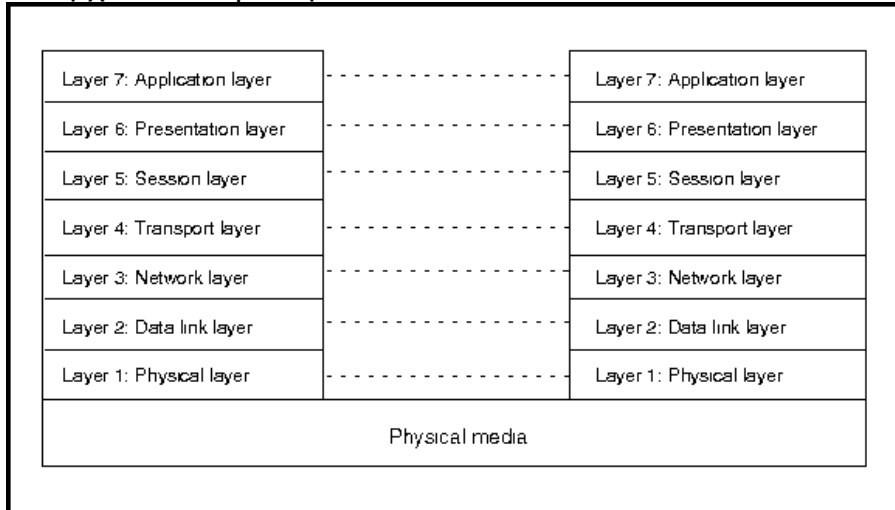 Layer 7: Application layer
Layer 7: Application layer
Layer 6: Presentation layer
Layer 6: Presentation layer
Layer 5: Session layer
Layer 5: Session layer
Layer 4: Transport layer
Layer 4: Transport layer
Layer 3: Network layer
Layer 3: Network layer
Layer 2: Data link layer
Layer 2: Data link layer
Layer 1: Physical layer
Layer 1: Physical layer
Physical media